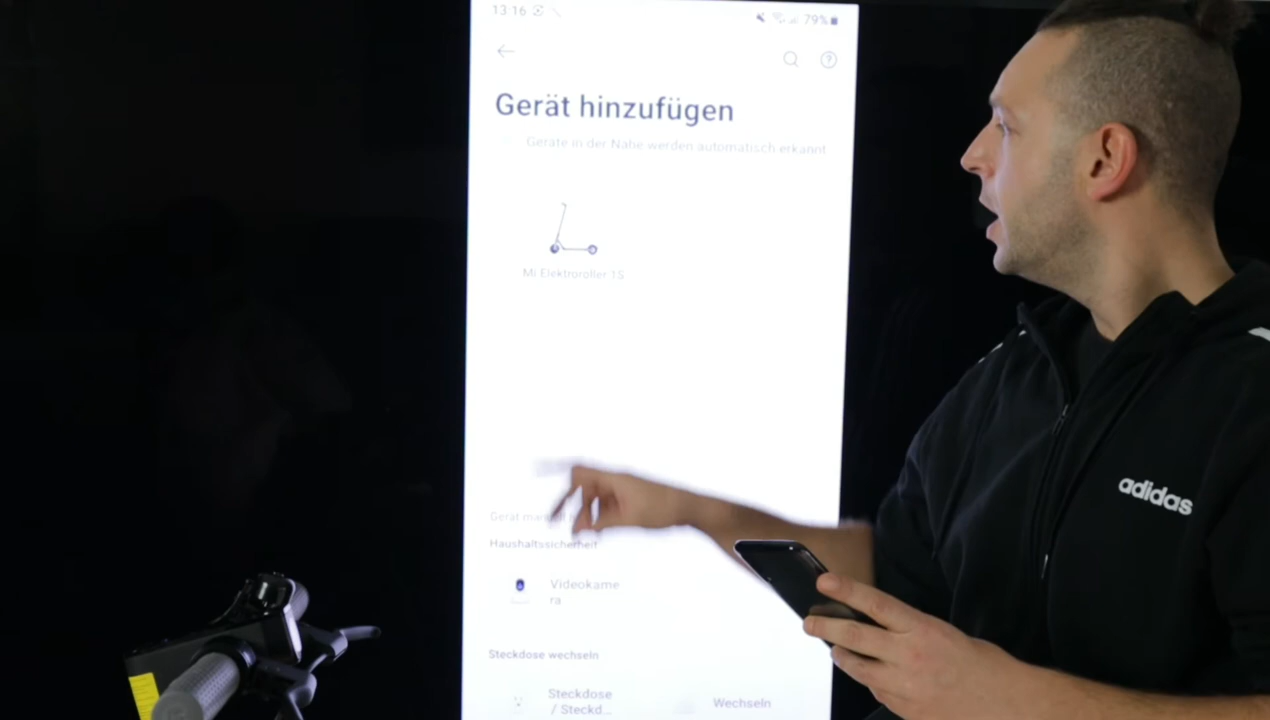 13:16
79%
Gerät hinzufügen
Geräte in der Nähe werden automatisch erkannt
Mi Elektroroller 1S
Gerät
Haushaltssicherheit
Videokame
ra
Steckdose wechseln
Steckdose
/ Steckd...
Wechseln
adidas